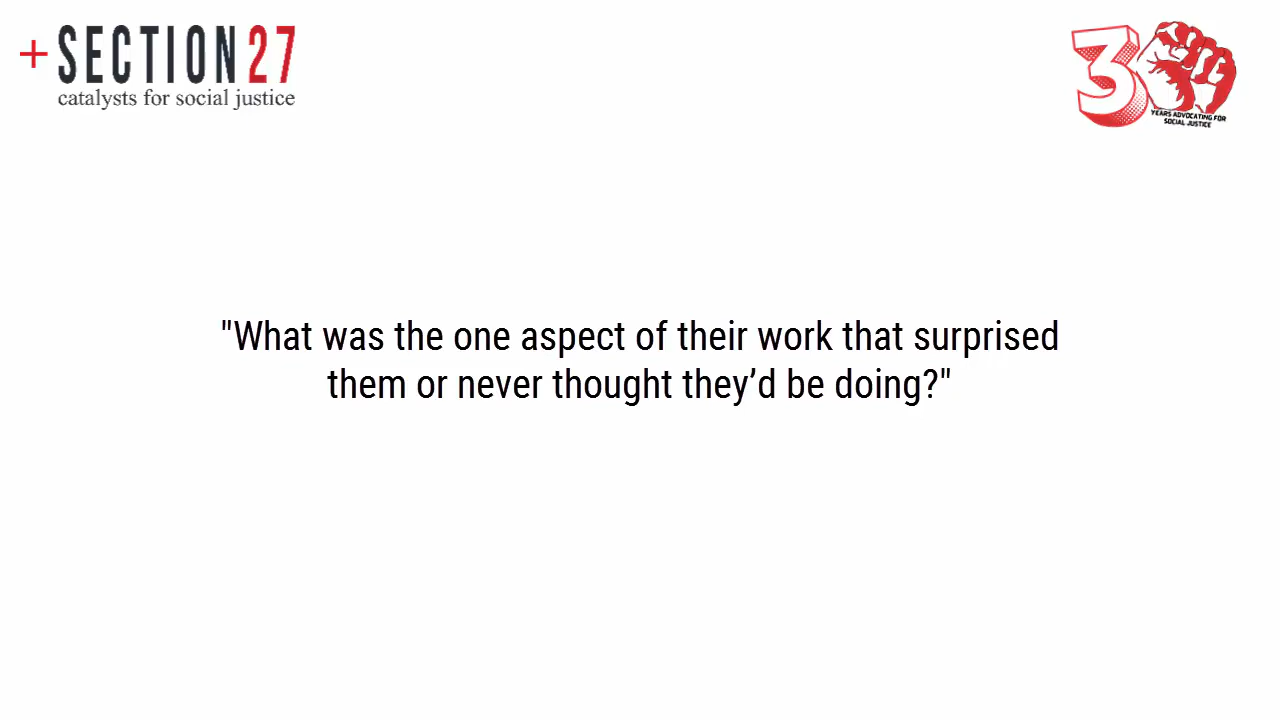 +SECTION27
catalysts for social justice
30
YEARS ADVOCATING FOR
SOCIAL JUSTICE
"What was the one aspect of their work that surprised
them or never thought they’d be doing?"